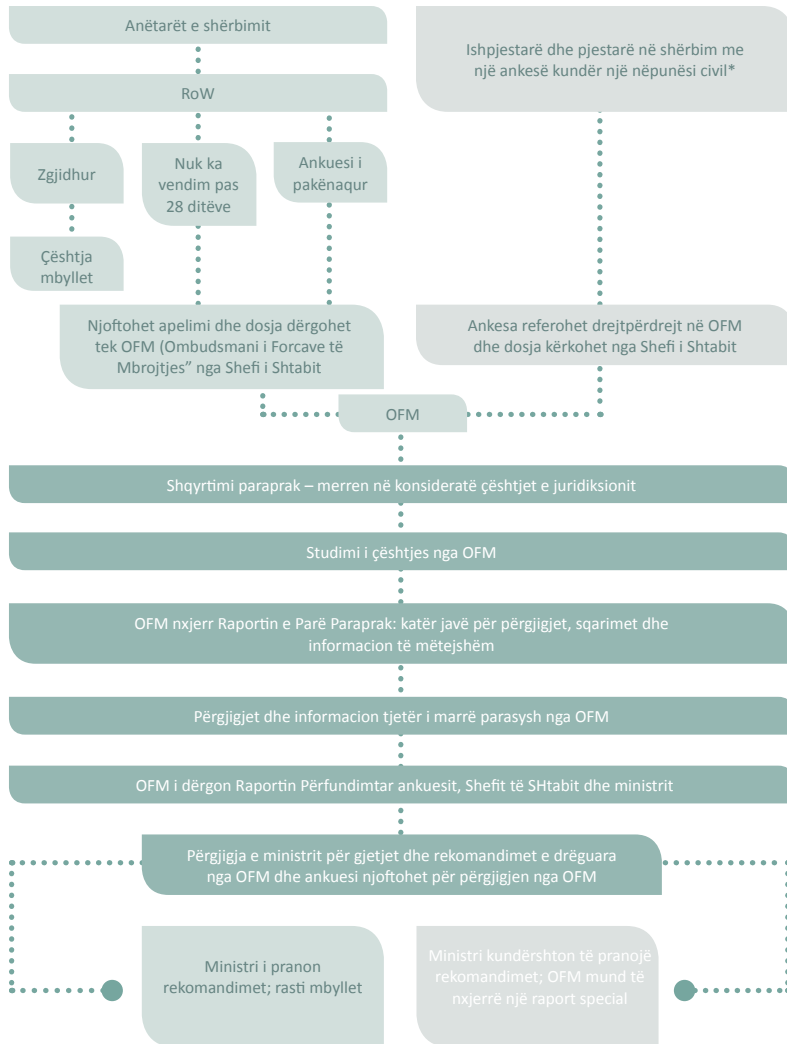 Anëtarët e shërbimit
Ishpjestarë dhe pjestarë në shërbim me
një ankesë kundër një nëpunësi civil*
RoW
Zgjidhur
Nuk ka
vendim pas
28 ditëve
Ankuesi i
pakënaqur
Çështja
mbyllet
Njoftohet apelimi dhe dosja dërgohet
tek OFM (Ombudsmani i Forcave të
Mbrojtjes” nga Shefi i Shtabit
Ankesa referohet drejtpërdrejt në OFM
dhe dosja kërkohet nga Shefi i Shtabit
OFM
Shqyrtimi paraprak – merren në konsideratë çështjet e juridiksionit
Studimi i çështjes nga OFM
OFM nxjerr Raportin e Parë Paraprak: katër javë për përgjigjet, sqarimet dhe
informacion të mëtejshëm
Përgjigjet dhe informacion tjetër i marrë parasysh nga OFM
OFM i dërgon Raportin Përfundimtar ankuesit, Shefit të SHtabit dhe ministrit
Përgjigja e ministrit për gjetjet dhe rekomandimet e drëguara
nga OFM dhe ankuesi njoftohet për përgjigjen nga OFM
Ministri i pranon
rekomandimet; rasti mbyllet
Ministri kundërshton të pranojë
rekomandimet; OFM mund të
nxjerrë një raport special